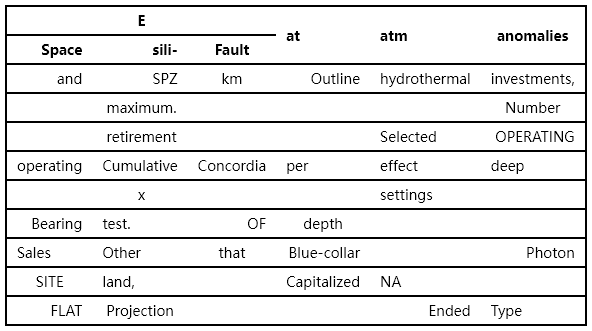 E at atm anomalies
Space sili- Fault
and SPZ km Outline hydrothermal investments,
maximum. Number
retirement Selected OPERATING
operating Cumulative Concordia per effect deep
x settings
Bearing test. OF depth
Sales Other that Blue-collar Photon
SITE land, Capitalized NA
FLAT Projection Ended Type